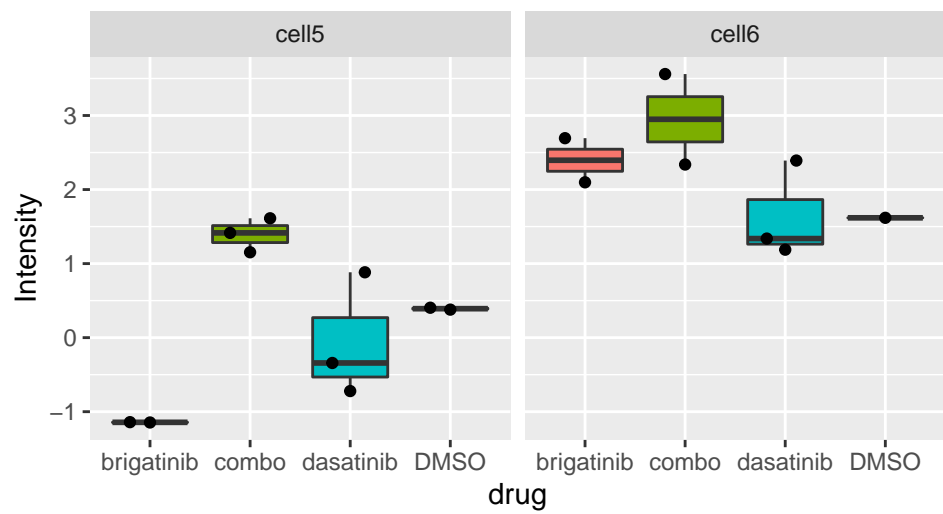 cell5 cell6
Intensity
3
2
1
0
−1
brigatinib combo dasatinib DMSO brigatinib combo dasatinib DMSO
drug